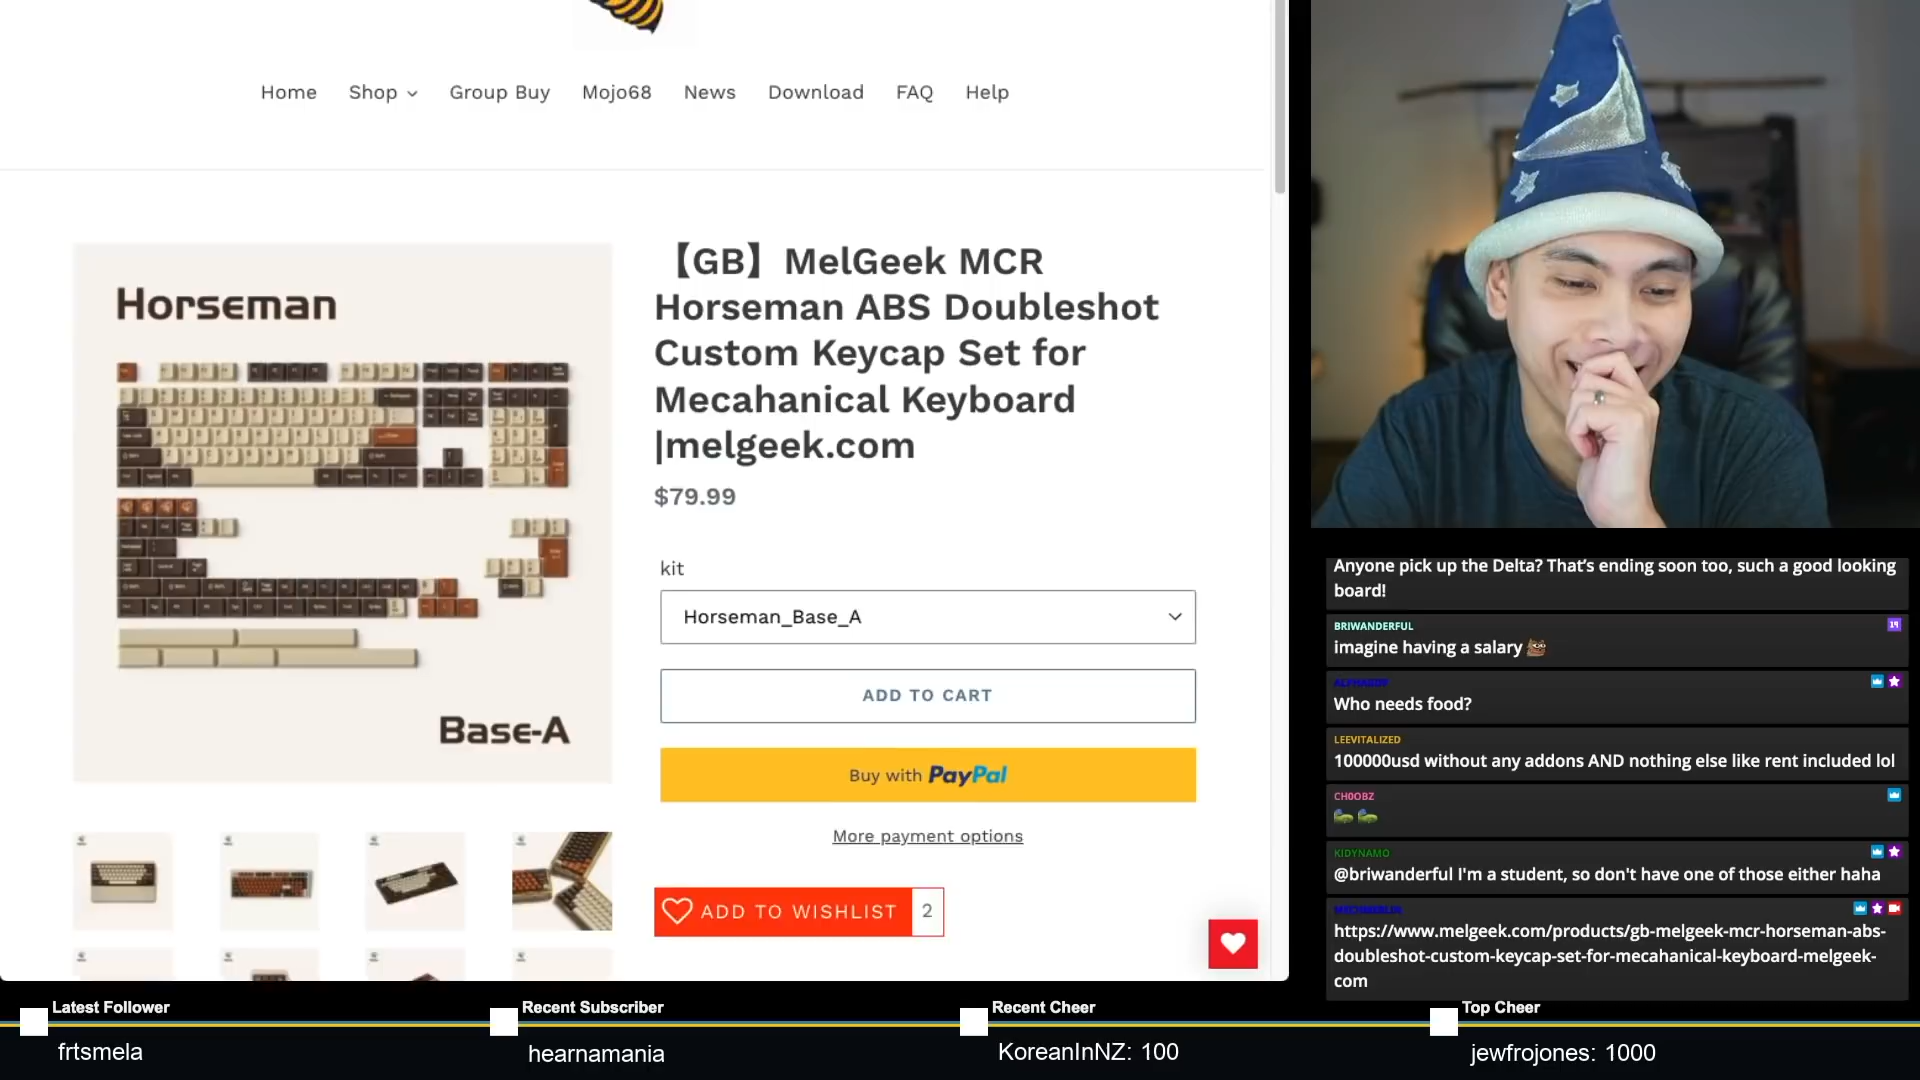 Home Shop Group Buy Mojo68 News Download FAQ Help
Horseman
Base-A
【GB】MelGeek MCR
Horseman ABS Doubleshot
Custom Keycap Set for
Mecahanical Keyboard
|melgeek.com
$79.99
kit
Horseman_Base_A
ADD TO CART
Buy with PayPal
More payment options
ADD TO WISHLIST 2
Anyone pick up the Delta? That's ending soon too, such a good looking
board!
BRIWANDERFUL
imagine having a salary
Who needs food?
LEEVITALIZED
100000usd without any addons AND nothing else like rent included lol
CH0OBZ
KIDYNAMO
@briwanderful I'm a student, so don't have one of those either haha
https://www.melgeek.com/products/gb-melgeek-mcr-horseman-abs-
doubleshot-custom-keycap-set-for-mecahanical-keyboard-melgeek-
com
Latest Follower
frtsmela
Recent Subscriber
hearnamania
Recent Cheer
KoreanInNZ: 100
Top Cheer
jewfrojones: 1000